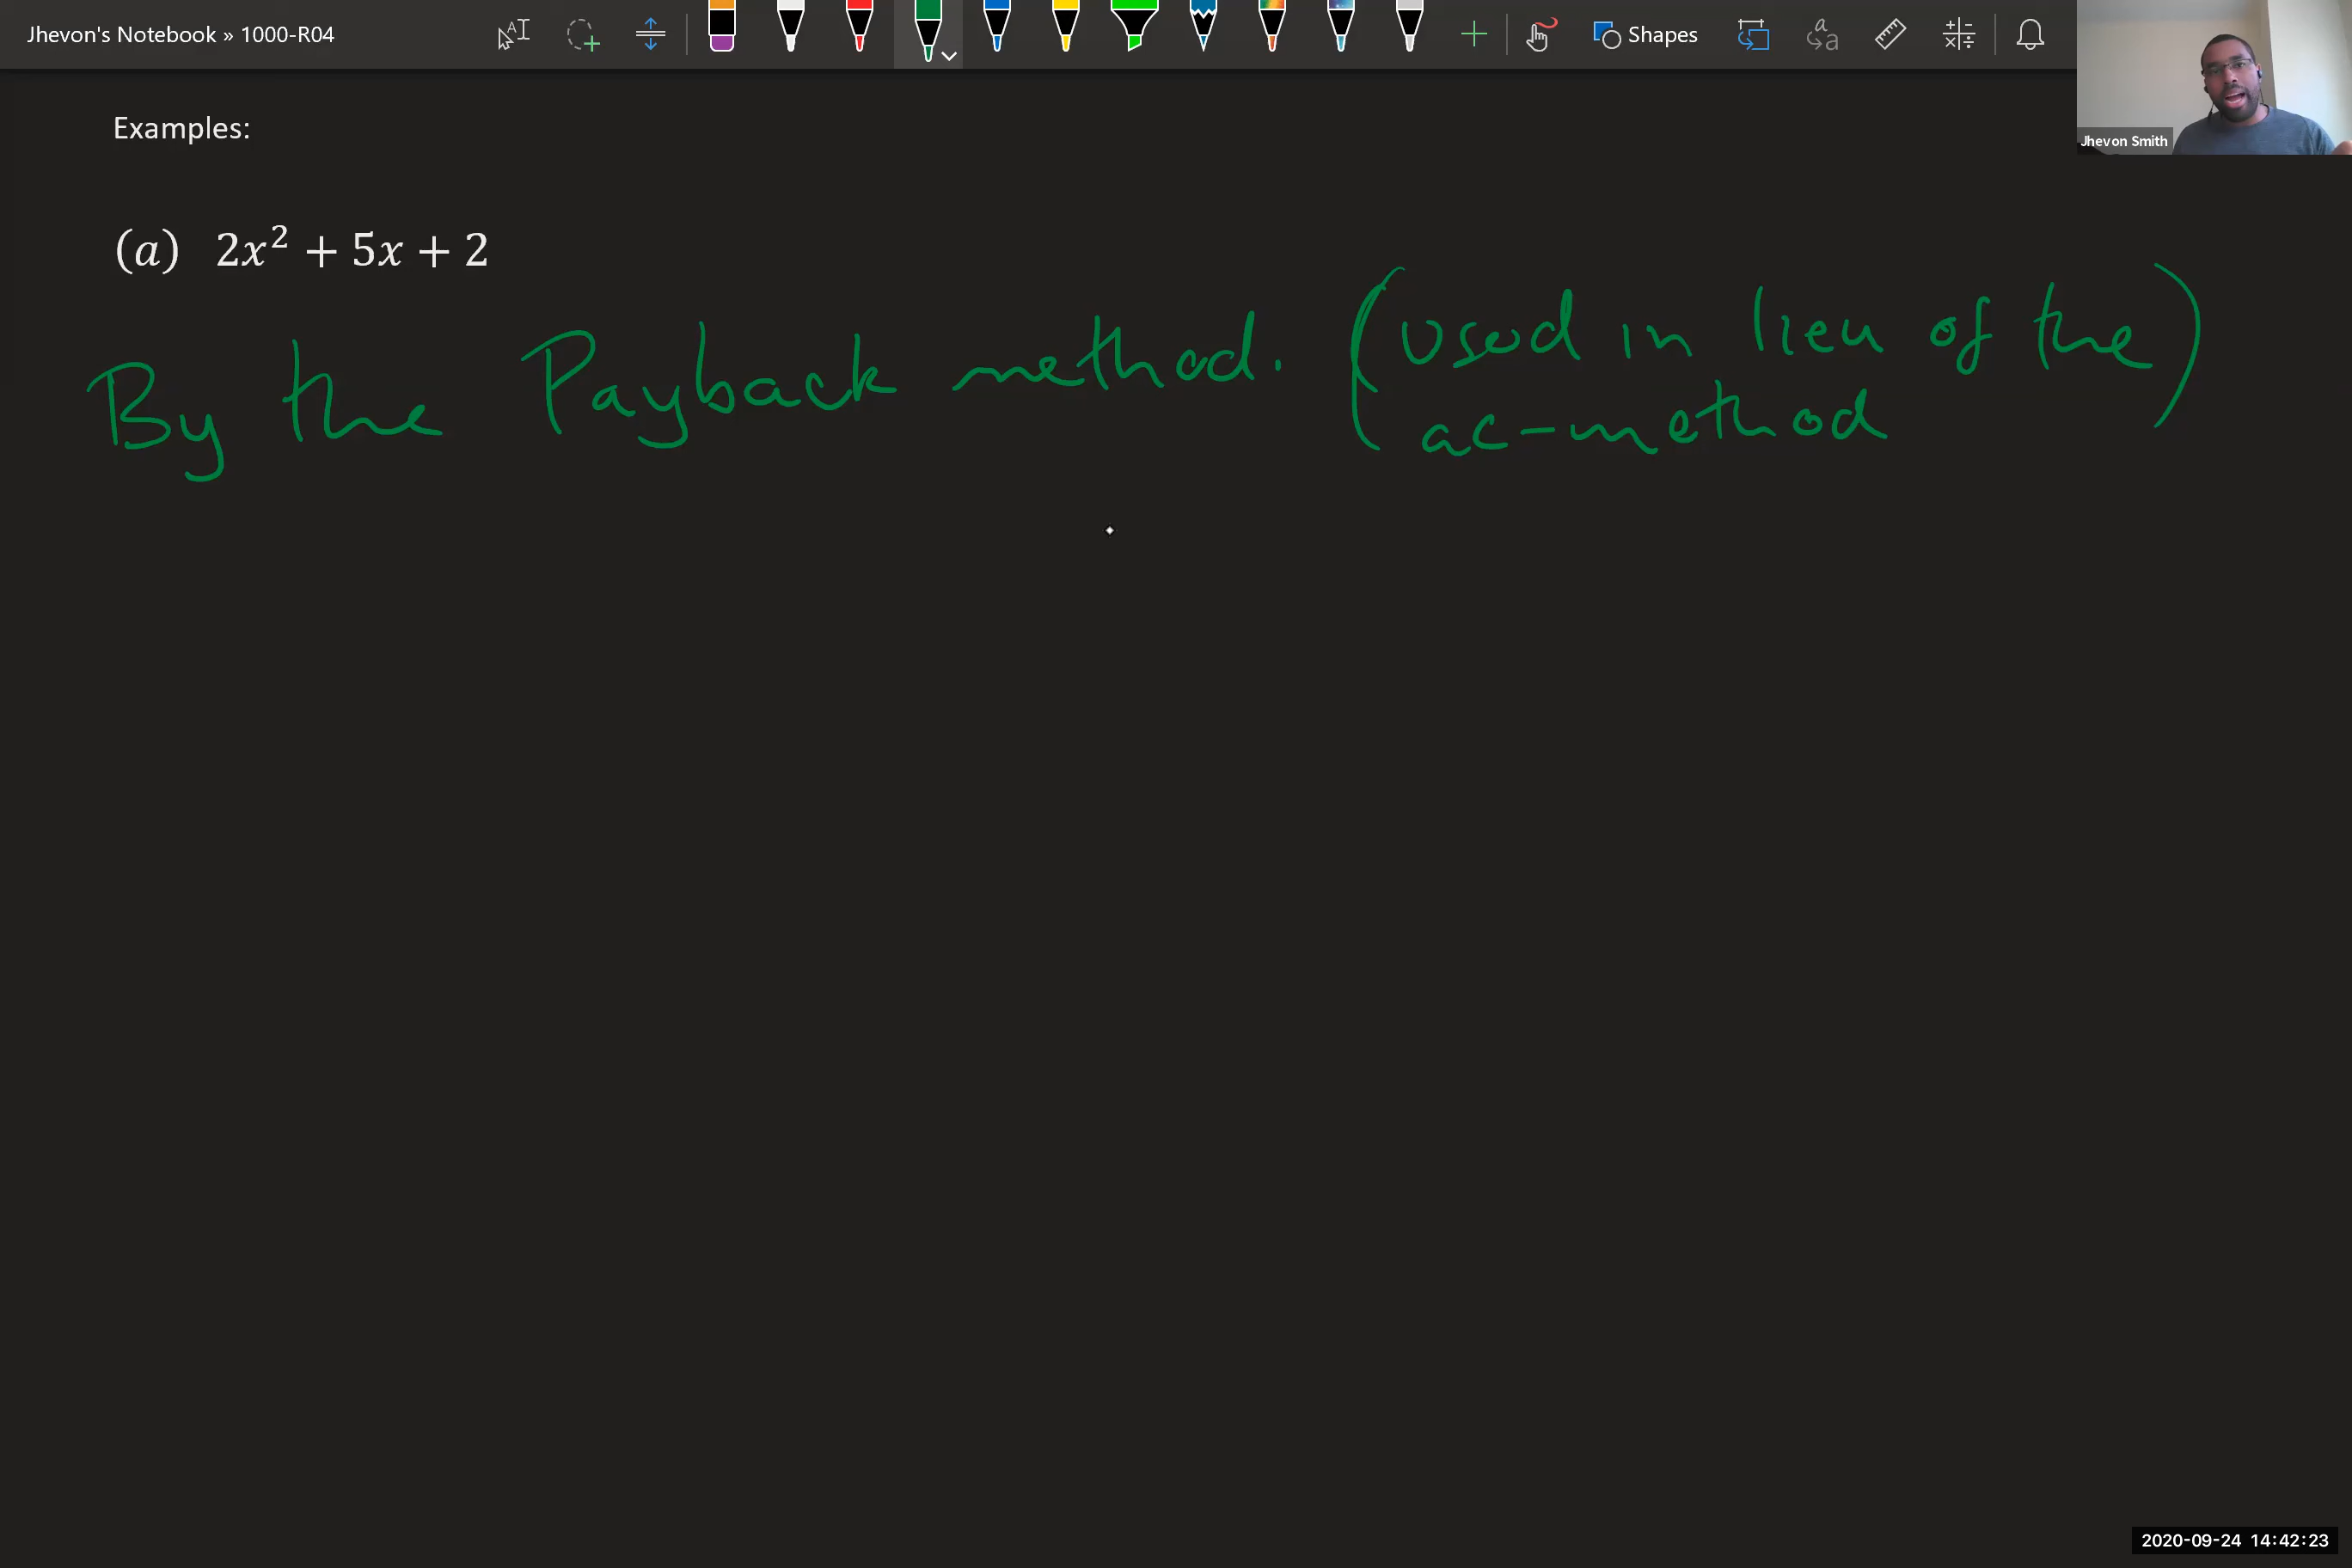 Jhevon's Notebook » 1000-R04
Shapes
Jhevon Smith
Examples:
(a) 2x² + 5x + 2
By the Payback method. (Used in lieu of the
ac-method)
2020-09-24 14:42:23